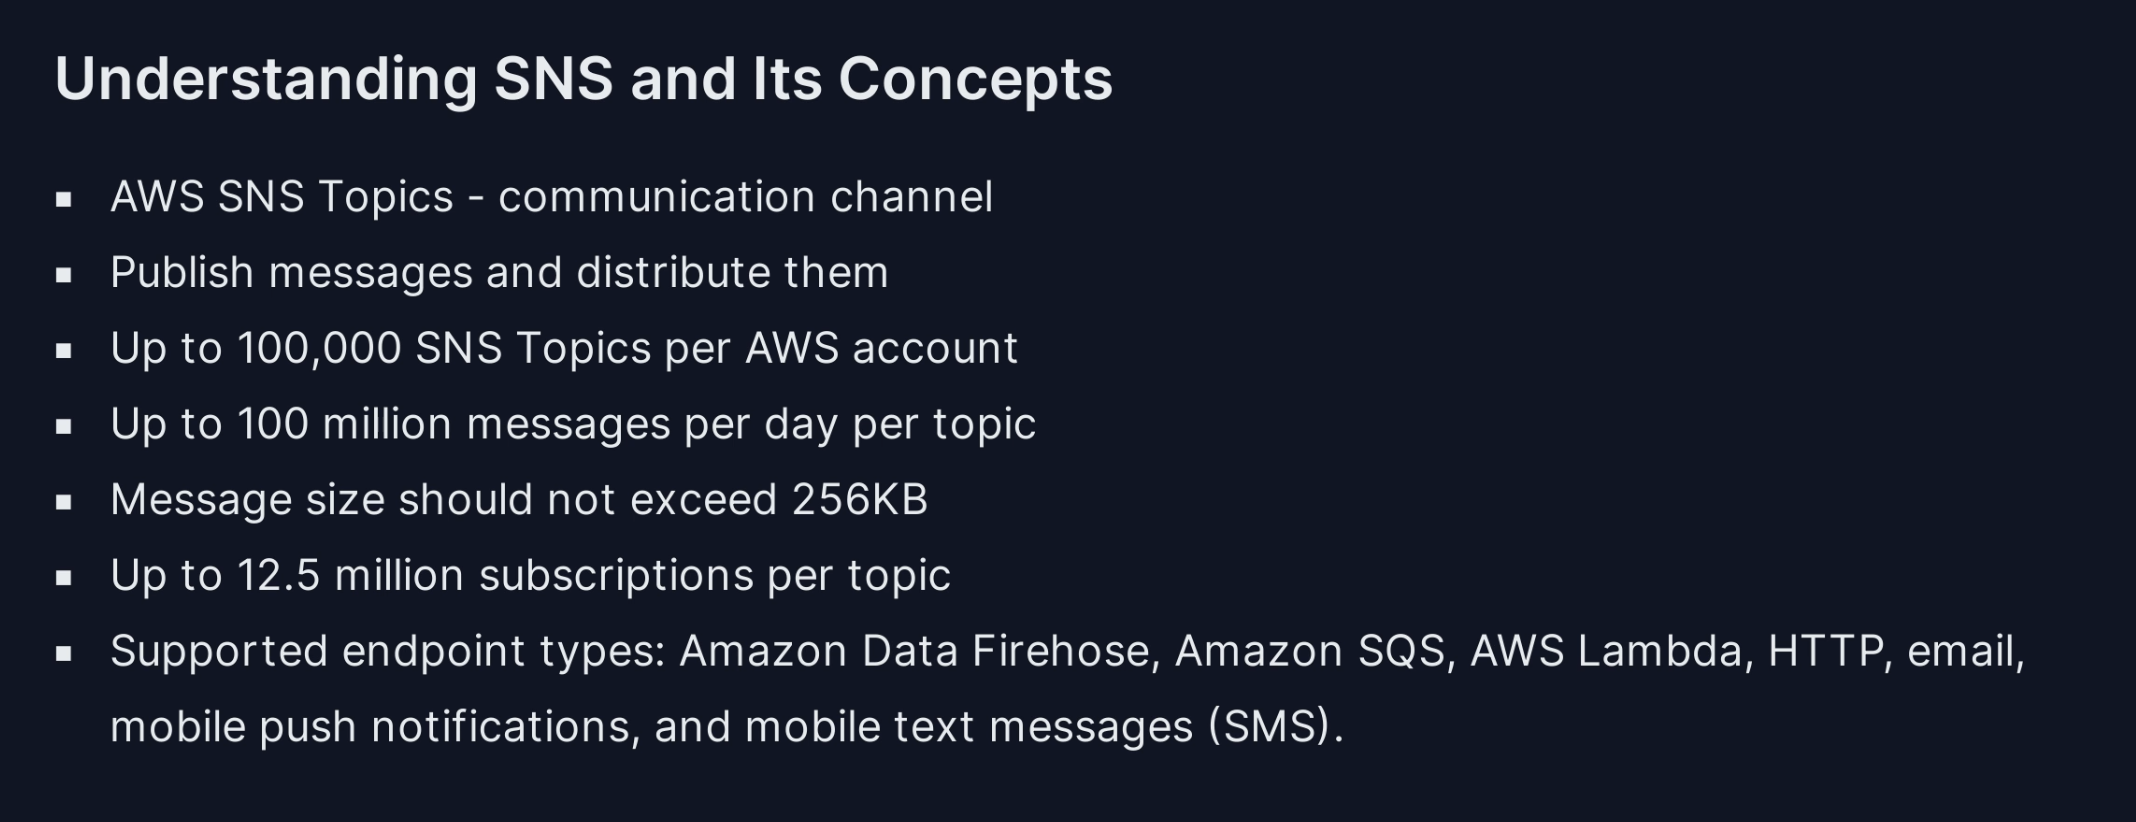 Understanding SNS and Its Concepts
▪ AWS SNS Topics - communication channel
▪ Publish messages and distribute them
▪ Up to 100,000 SNS Topics per AWS account
▪ Up to 100 million messages per day per topic
▪ Message size should not exceed 256KB
▪ Up to 12.5 million subscriptions per topic
▪ Supported endpoint types: Amazon Data Firehose, Amazon SQS, AWS Lambda, HTTP, email,
mobile push notifications, and mobile text messages (SMS).